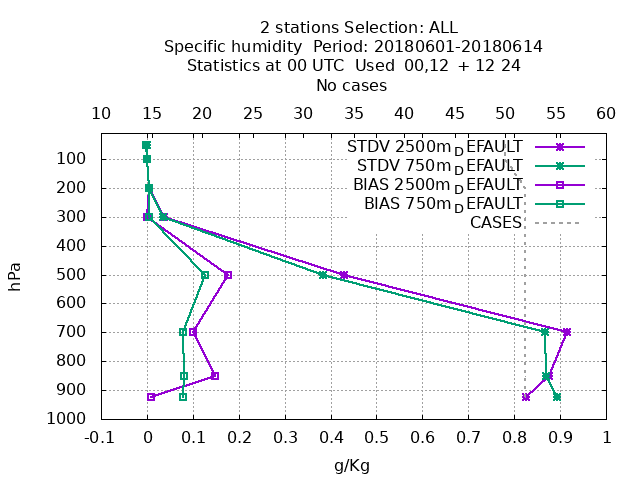 2 stations Selection: ALL
Specific humidity  Period: 20180601-20180614
Statistics at 00 UTC  Used  00,12  + 12 24
No cases
10 15 20 25 30 35 40 45 50 55 60
STDV 2500m_DEFAULT
STDV 750m_DEFAULT
BIAS 2500m_DEFAULT
BIAS 750m_DEFAULT
CASES
hPa
100
200
300
400
500
600
700
800
900
1000
-0.1 0 0.1 0.2 0.3 0.4 0.5 0.6 0.7 0.8 0.9 1
g/Kg